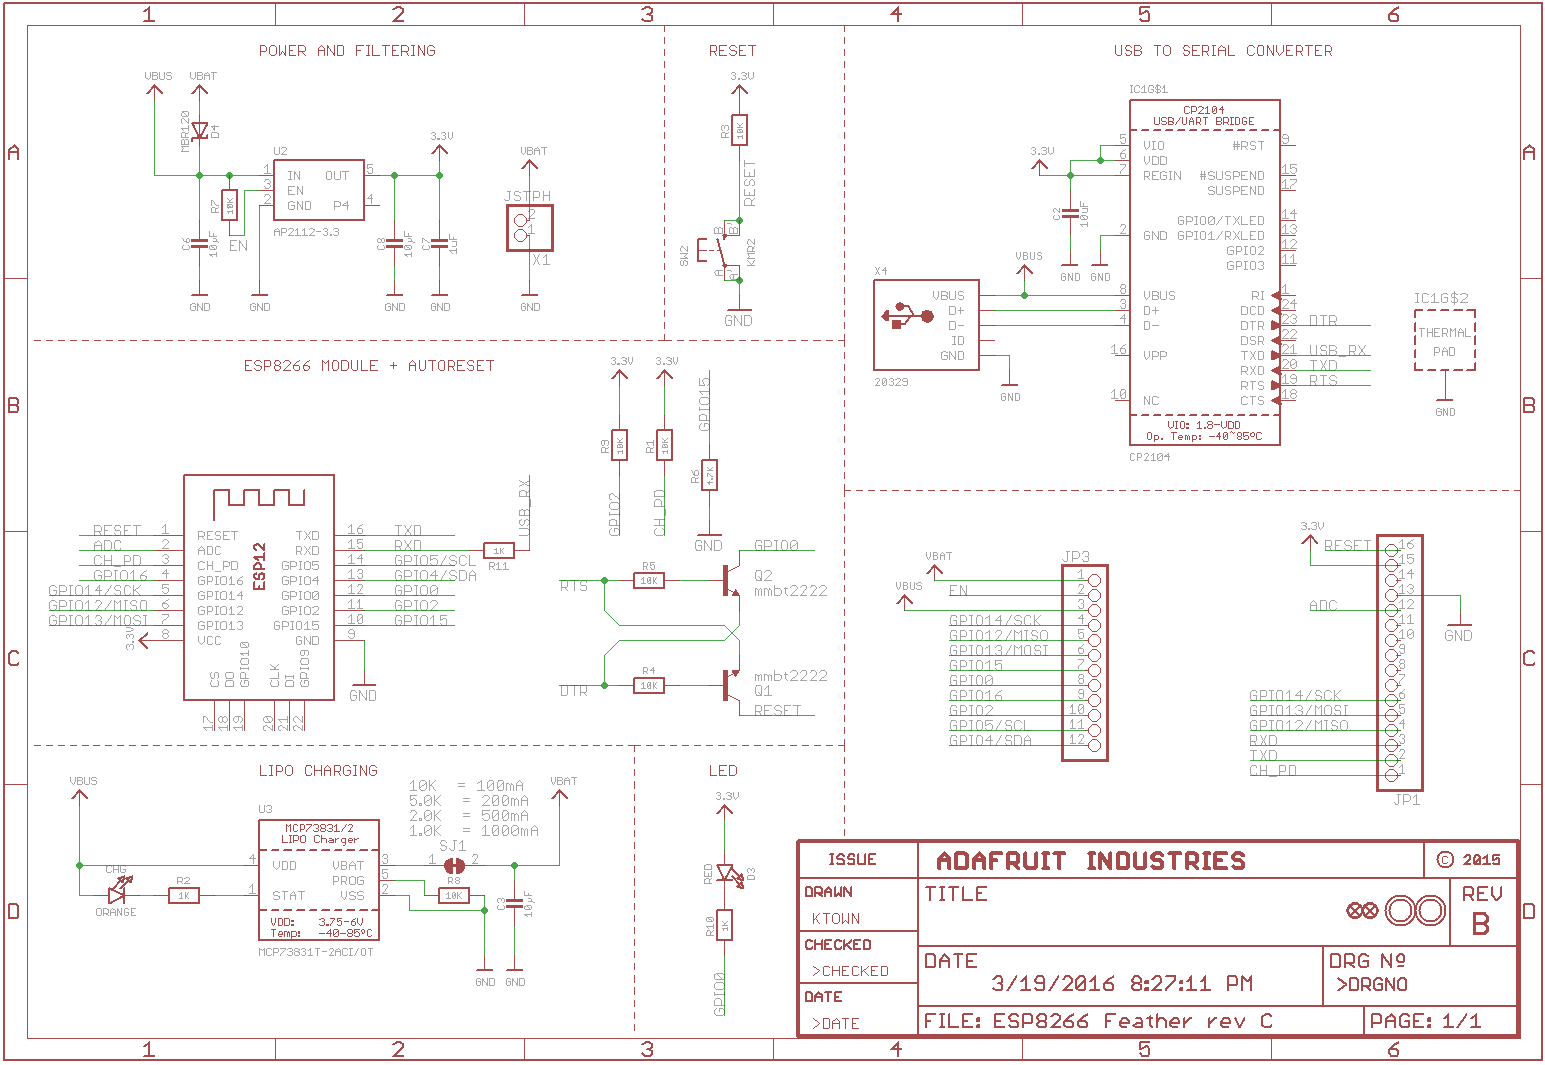 1 2 3 4 5 6
A
B
C
D
POWER AND FILTERING
VBUS
VBAT
MBR120
D4
U2
1 IN OUT 5
3 EN
2 GND P4 4
AP2112-3.3
R7
10K
EN
C6
10µF
GND
GND
C8
10µF
GND
3.3V
C7
1uF
GND
VBAT
JSTPH
2
1
X1
GND
RESET
3.3V
R3
10K
RESET
SW2
B B'
A A'
KMR2
GND
USB TO SERIAL CONVERTER
IC1G$1
CP2104
USB/UART BRIDGE
5 VIO #RST 9
6 VDD
7 REGIN #SUSPEND 15
SUSPEND 17
GPIO0/TXLED 14
2 GND GPIO1/RXLED 13
GPIO2 12
GPIO3 11
8 VBUS RI 1
3 D+ DCD 24
4 D- DTR 23 DTR
DSR 22
16 VPP TXD 21 USB_RX
RXD 20 TXD
RTS 19 RTS
10 NC CTS 18
VIO: 1.8-VDD
Op. Temp: -40~85ºC
CP2104
3.3V
C2
10uF
GND
GND
VBUS
X4
VBUS
D+
D-
ID
GND
20329
GND
IC1G$2
THERMAL
PAD
GND
ESP8266 MODULE + AUTORESET
RESET 1 RESET TXD 16 TXD
ADC 2 ADC RXD 15 RXD
CH_PD 3 CH_PD GPIO5 14 GPIO5/SCL
GPIO16 4 GPIO16 GPIO4 13 GPIO4/SDA
GPIO14/SCK 5 GPIO14 GPIO0 12 GPIO0
GPIO12/MISO 6 GPIO12 GPIO2 11 GPIO2
GPIO13/MOSI 7 GPIO13 GPIO15 10 GPIO15
3.3V 8 VCC GND 9
ESP12
CS DO GPIO10 CLK DI GPIO9
17 18 19 20 21 22
GND
R11
1K
USB_RX
3.3V
R9
10K
GPIO2
3.3V
R1
10K
CH_PD
GPIO15
R6
4.7K
GND
GPIO0
RTS
R5
10K
Q2
mmbt2222
DTR
R4
10K
mmbt2222
Q1
RESET
JP3
VBAT
VBUS
1
EN 2
3
GPIO14/SCK 4
GPIO12/MISO 5
GPIO13/MOSI 6
GPIO15 7
GPIO0 8
GPIO16 9
GPIO2 10
GPIO5/SCL 11
GPIO4/SDA 12
3.3V
RESET 16
15
14
13
ADC 12
11
10
9
8
7
GPIO14/SCK 6
GPIO13/MOSI 5
GPIO12/MISO 4
RXD 3
TXD 2
CH_PD 1
JP1
GND
LIPO CHARGING
VBUS
CHG
ORANGE
R2
1K
U3
MCP73831/2
LIPO Charger
4 VDD VBAT 3
PROG 5
1 STAT VSS 2
VDD: 3.75-6V
Temp: -40-85ºC
MCP73831T-2ACI/OT
10K = 100mA
5.0K = 200mA
2.0K = 500mA
1.0K = 1000mA
SJ1
1 2
R8
10K
VBAT
C3
10µF
GND
GND
LED
3.3V
RED
D3
R10
1K
GPIO0
ISSUE
ADAFRUIT INDUSTRIES
© 2015
DRAWN
KTOWN
TITLE
REV
B
CHECKED
>CHECKED
DATE
3/19/2016 8:27:11 PM
DRG Nº
>DRGNO
DATE
>DATE
FILE: ESP8266 Feather rev C
PAGE: 1/1
A
B
C
D
1 2 3 4 5 6